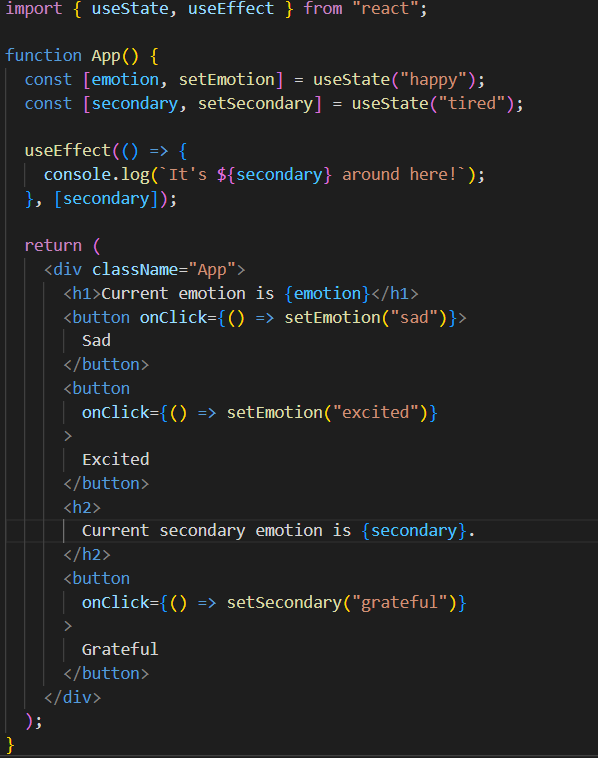 import { useState, useEffect } from "react";
function App() {
const [emotion, setEmotion] = useState("happy");
const [secondary, setSecondary] = useState("tired");
useEffect(() => {
console.log(`It's ${secondary} around here!`);
}, [secondary]);
return (
<div className="App">
<h1>Current emotion is {emotion}</h1>
<button onClick={() => setEmotion("sad")}>
Sad
</button>
<button
onClick={() => setEmotion("excited")}
>
Excited
</button>
<h2>
Current secondary emotion is {secondary}.
</h2>
<button
onClick={() => setSecondary("grateful")}
>
Grateful
</button>
</div>
);
}